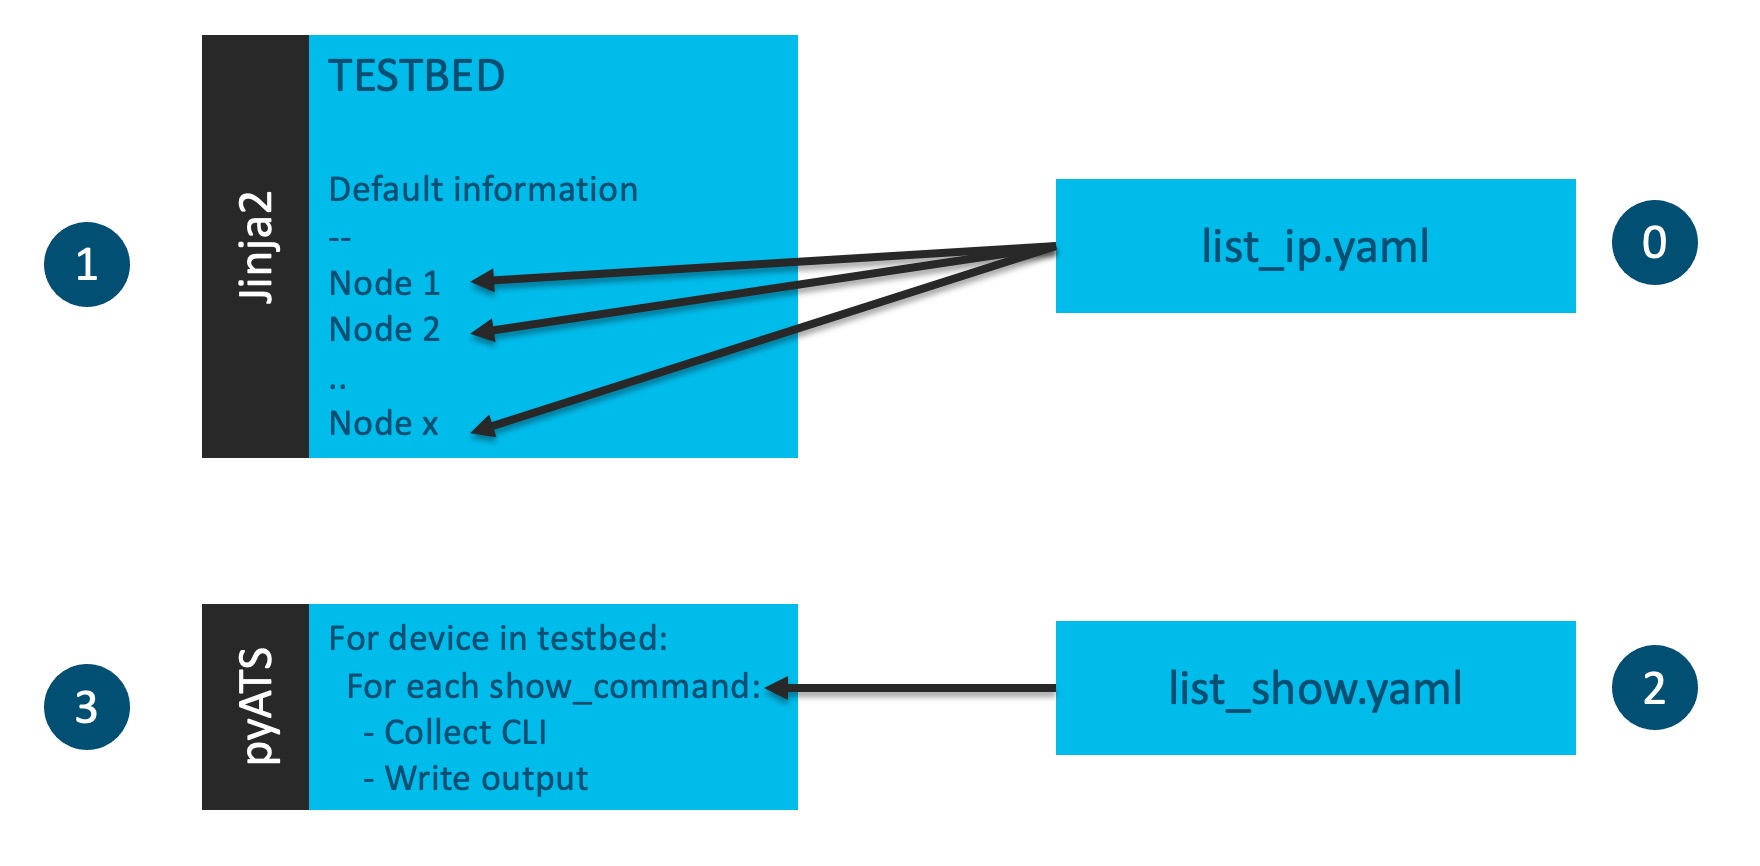 1
Jinja2
TESTBED
Default information
--
Node 1
Node 2
..
Node x
list_ip.yaml
0
3
pyATS
For device in testbed:
For each show_command:
- Collect CLI
- Write output
list_show.yaml
2